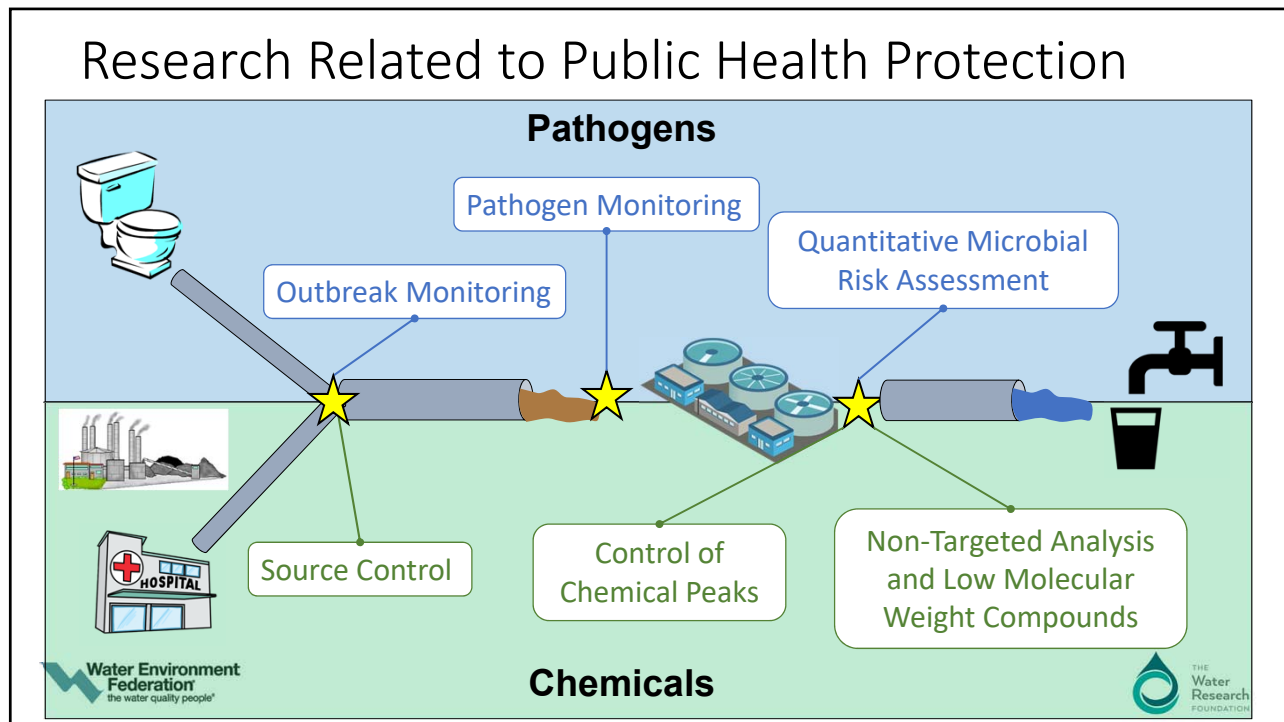 Research Related to Public Health Protection
Pathogens
Pathogen Monitoring
Quantitative Microbial
Risk Assessment
Outbreak Monitoring
HOSPITAL
Source Control
Control of
Chemical Peaks
Non-Targeted Analysis
and Low Molecular
Weight Compounds
Water Environment
Federation®
the water quality people®
Chemicals
THE
Water
Research
FOUNDATION